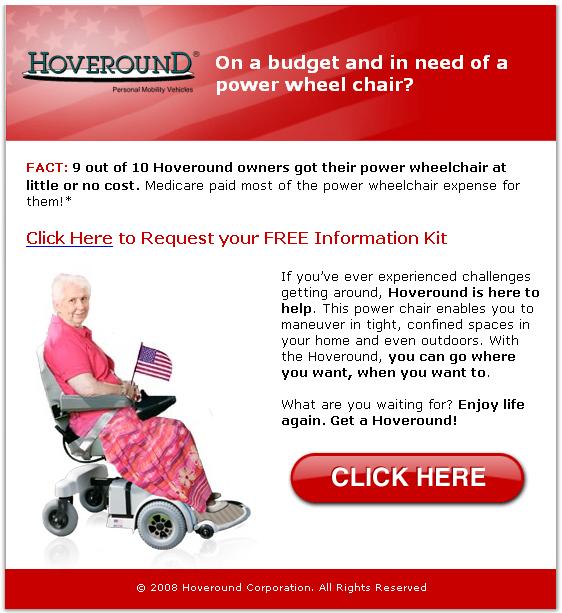 HOVEROUND®
Personal Mobility Vehicles
On a budget and in need of a
power wheel chair?
FACT: 9 out of 10 Hoveround owners got their power wheelchair at
little or no cost. Medicare paid most of the power wheelchair expense for
them!*
Click Here to Request your FREE Information Kit
If you've ever experienced challenges
getting around, Hoveround is here to
help. This power chair enables you to
maneuver in tight, confined spaces in
your home and even outdoors. With
the Hoveround, you can go where
you want, when you want to.
What are you waiting for? Enjoy life
again. Get a Hoveround!
CLICK HERE
© 2008 Hoveround Corporation. All Rights Reserved